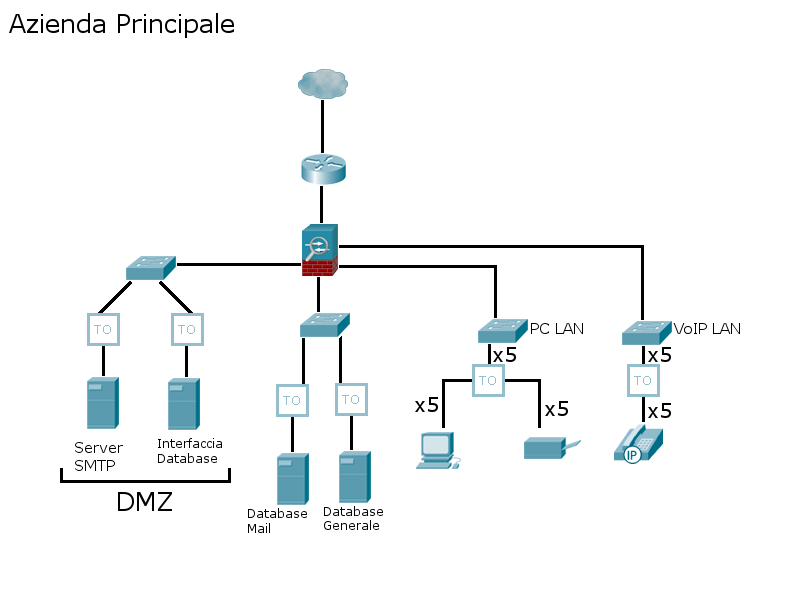 Azienda Principale
PC LAN
VoIP LAN
TO
TO
x5
x5
TO
TO
x5
x5
x5
TO
TO
Server
SMTP
Interfaccia
Database
IP
DMZ
Database
Mail
Database
Generale